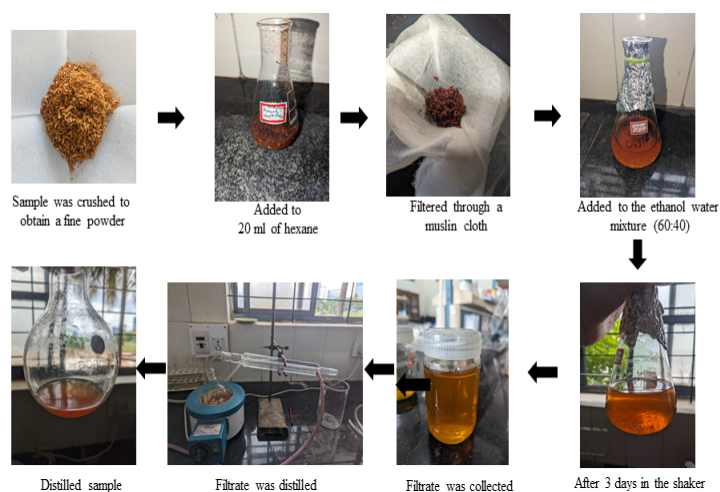 Sample was crushed to
obtain a fine powder
Added to
20 ml of hexane
Filtered through a
muslin cloth
Added to the ethanol water
mixture (60:40)
After 3 days in the shaker
Filtrate was collected
Filtrate was distilled
Distilled sample